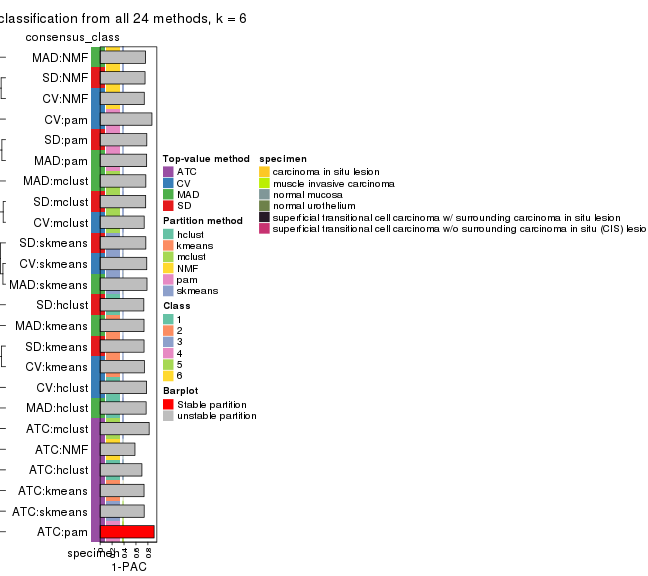 classification from all 24 methods, k = 6
consensus_class
MAD:NMF
SD:NMF
CV:NMF
CV:pam
SD:pam
MAD:pam
MAD:mclust
SD:mclust
CV:mclust
SD:skmeans
CV:skmeans
MAD:skmeans
SD:hclust
MAD:kmeans
SD:kmeans
CV:kmeans
CV:hclust
MAD:hclust
ATC:mclust
ATC:NMF
ATC:hclust
ATC:kmeans
ATC:skmeans
ATC:pam
specimen
0.2
0.4
0.6
0.8
1-PAC
Top-value method
ATC
CV
MAD
SD
Partition method
hclust
kmeans
mclust
NMF
pam
skmeans
Class
1
2
3
4
5
6
Barplot
Stable partition
unstable partition
specimen
carcinoma in situ lesion
muscle invasive carcinoma
normal mucosa
normal urothelium
superficial transitional cell carcinoma w/ surrounding carcinoma in situ lesion
superficial transitional cell carcinoma w/o surrounding carcinoma in situ (CIS) lesio